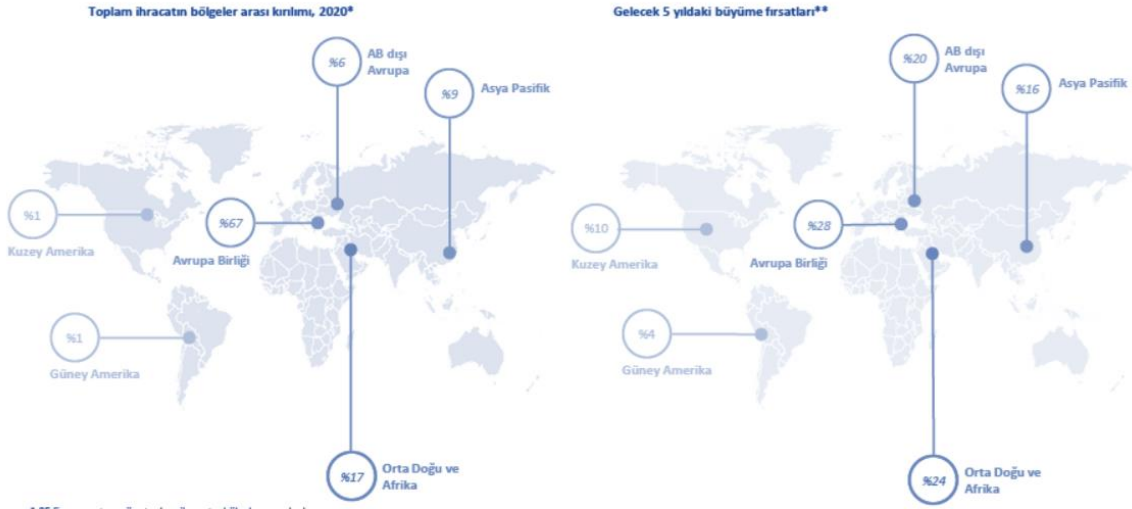 Toplam ihracatın bölgeler arası kırılımı, 2020*
%6
AB dışı
Avrupa
%9
Asya Pasifik
%1
Kuzey Amerika
%67
Avrupa Birliği
%1
Güney Amerika
%17
Orta Doğu ve
Afrika
Gelecek 5 yıldaki büyüme fırsatları**
%20
AB dışı
Avrupa
%16
Asya Pasifik
%10
Kuzey Amerika
%28
Avrupa Birliği
%4
Güney Amerika
%24
Orta Doğu ve
Afrika